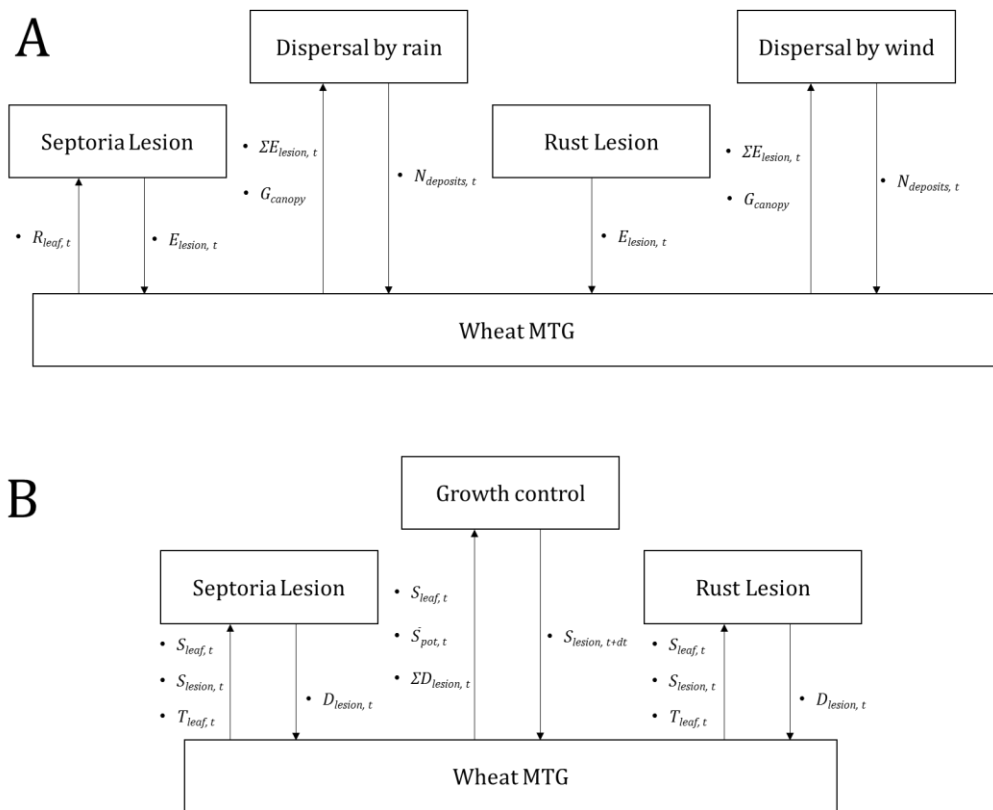 A
Dispersal by rain
Dispersal by wind
Septoria Lesion
Rust Lesion
• ΣE_lesion, t
• G_canopy
• N_deposits, t
• ΣE_lesion, t
• G_canopy
• N_deposits, t
• R_leaf, t
• E_lesion, t
• E_lesion, t
Wheat MTG
B
Growth control
Septoria Lesion
Rust Lesion
• S_leaf, t
• S_lesion, t
• T_leaf, t
• D_lesion, t
• S_leaf, t
• Ṡ_pot, t
• ΣD_lesion, t
• S_lesion, t+dt
• S_leaf, t
• S_lesion, t
• T_leaf, t
• D_lesion, t
Wheat MTG